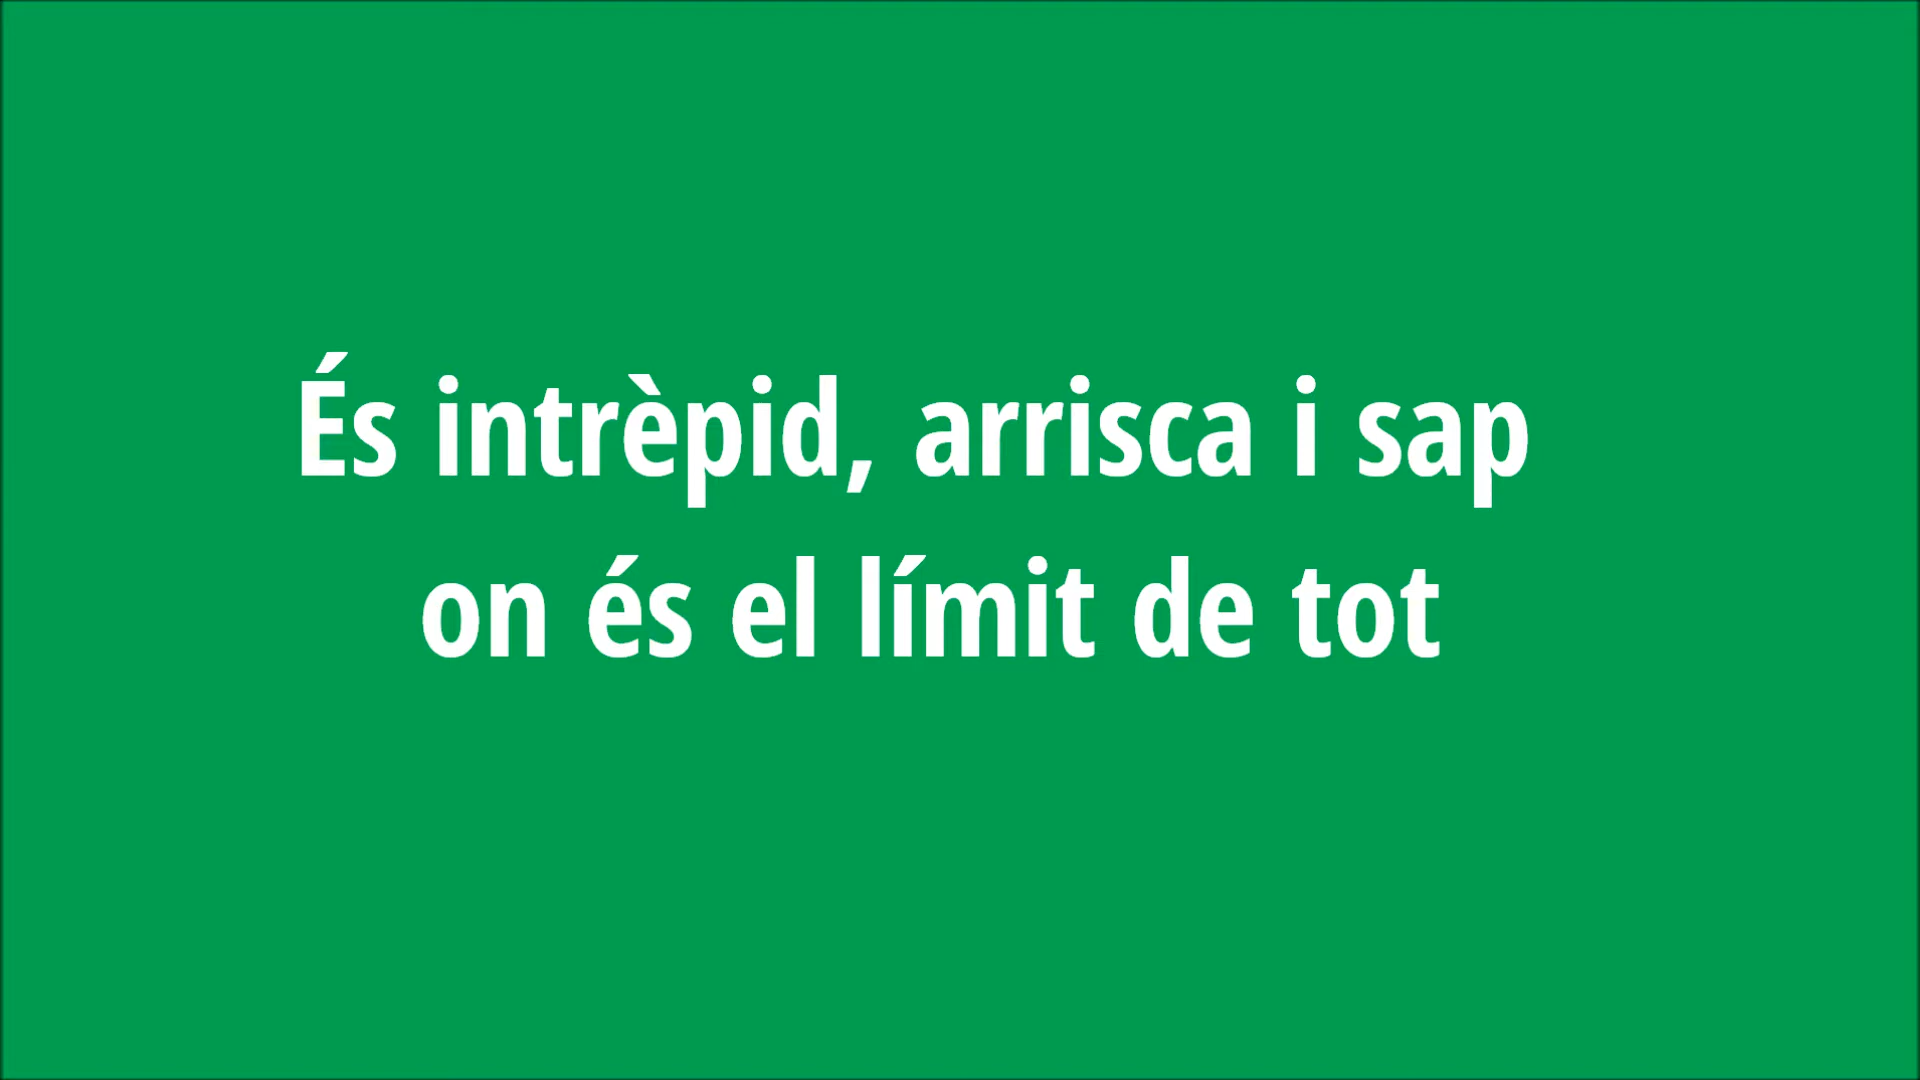 És intrèpid, arrisca i sap
on és el límit de tot